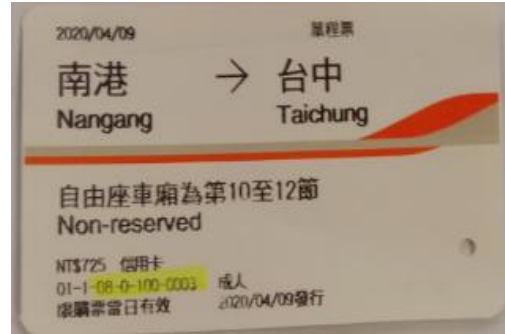 2020/04/09 單程票
南港 → 台中
Nangang Taichung
自由座車廂為第10至12節
Non-reserved
NT$725 信用卡
01-1-08-0-100-0003 成人
限購票當日有效 2020/04/09發行